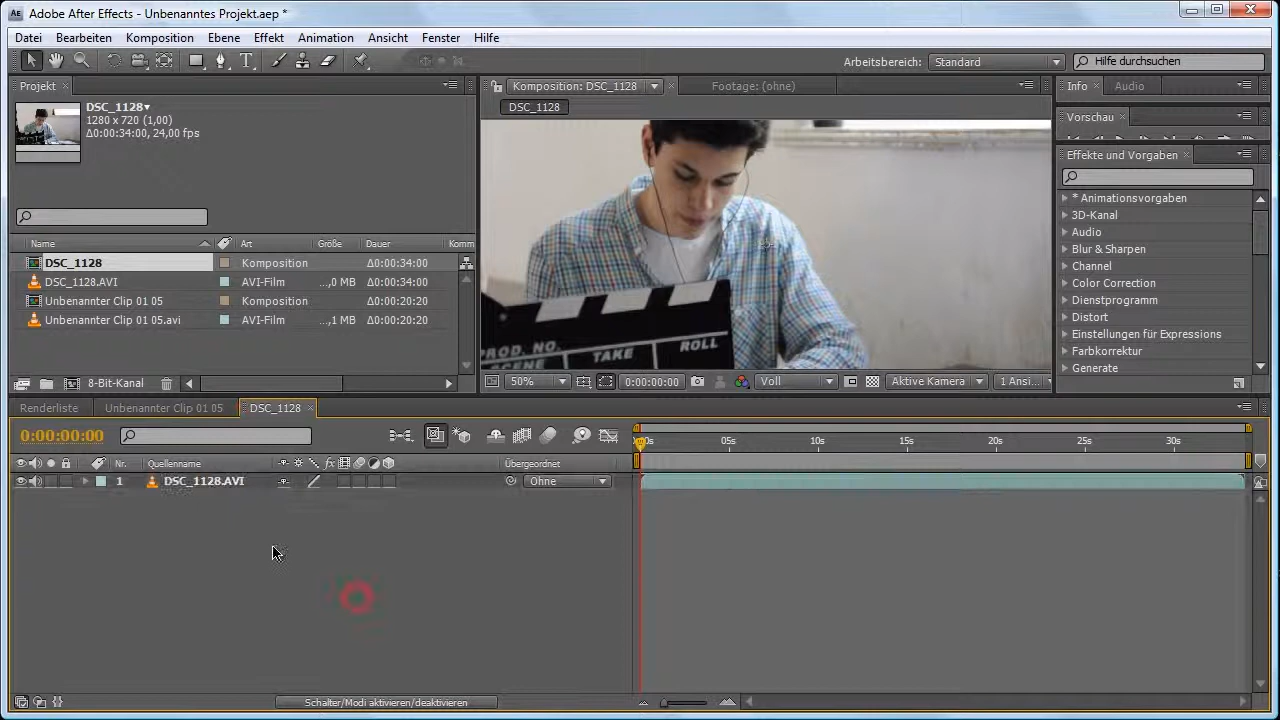 Adobe After Effects - Unbenanntes Projekt.aep *
Datei Bearbeiten Komposition Ebene Effekt Animation Ansicht Fenster Hilfe
Arbeitsbereich: Standard Hilfe durchsuchen
Projekt
DSC_1128
1280 x 720 (1,00)
Δ0:00:34:00, 24,00 fps
Name Art Größe Dauer Komm
DSC_1128 Komposition Δ0:00:34:00
DSC_1128.AVI AVI-Film ...,0 MB Δ0:00:34:00
Unbenannter Clip 01 05 Komposition Δ0:00:20:20
Unbenannter Clip 01 05.avi AVI-Film ...,1 MB Δ0:00:20:20
8-Bit-Kanal
Komposition: DSC_1128 Footage: (ohne)
DSC_1128
PROD. NO.
SCENE TAKE ROLL
50% 0:00:00:00 Voll Aktive Kamera 1 Ansi...
Info Audio
Vorschau
Effekte und Vorgaben
* Animationsvorgaben
3D-Kanal
Audio
Blur & Sharpen
Channel
Color Correction
Dienstprogramm
Distort
Einstellungen für Expressions
Farbkorrektur
Generate
Renderliste Unbenannter Clip 01 05 DSC_1128
0:00:00:00
00s 05s 10s 15s 20s 25s 30s
Nr. Quellenname Übergeordnet
1 DSC_1128.AVI Ohne
Schalter/Modi aktivieren/deaktivieren